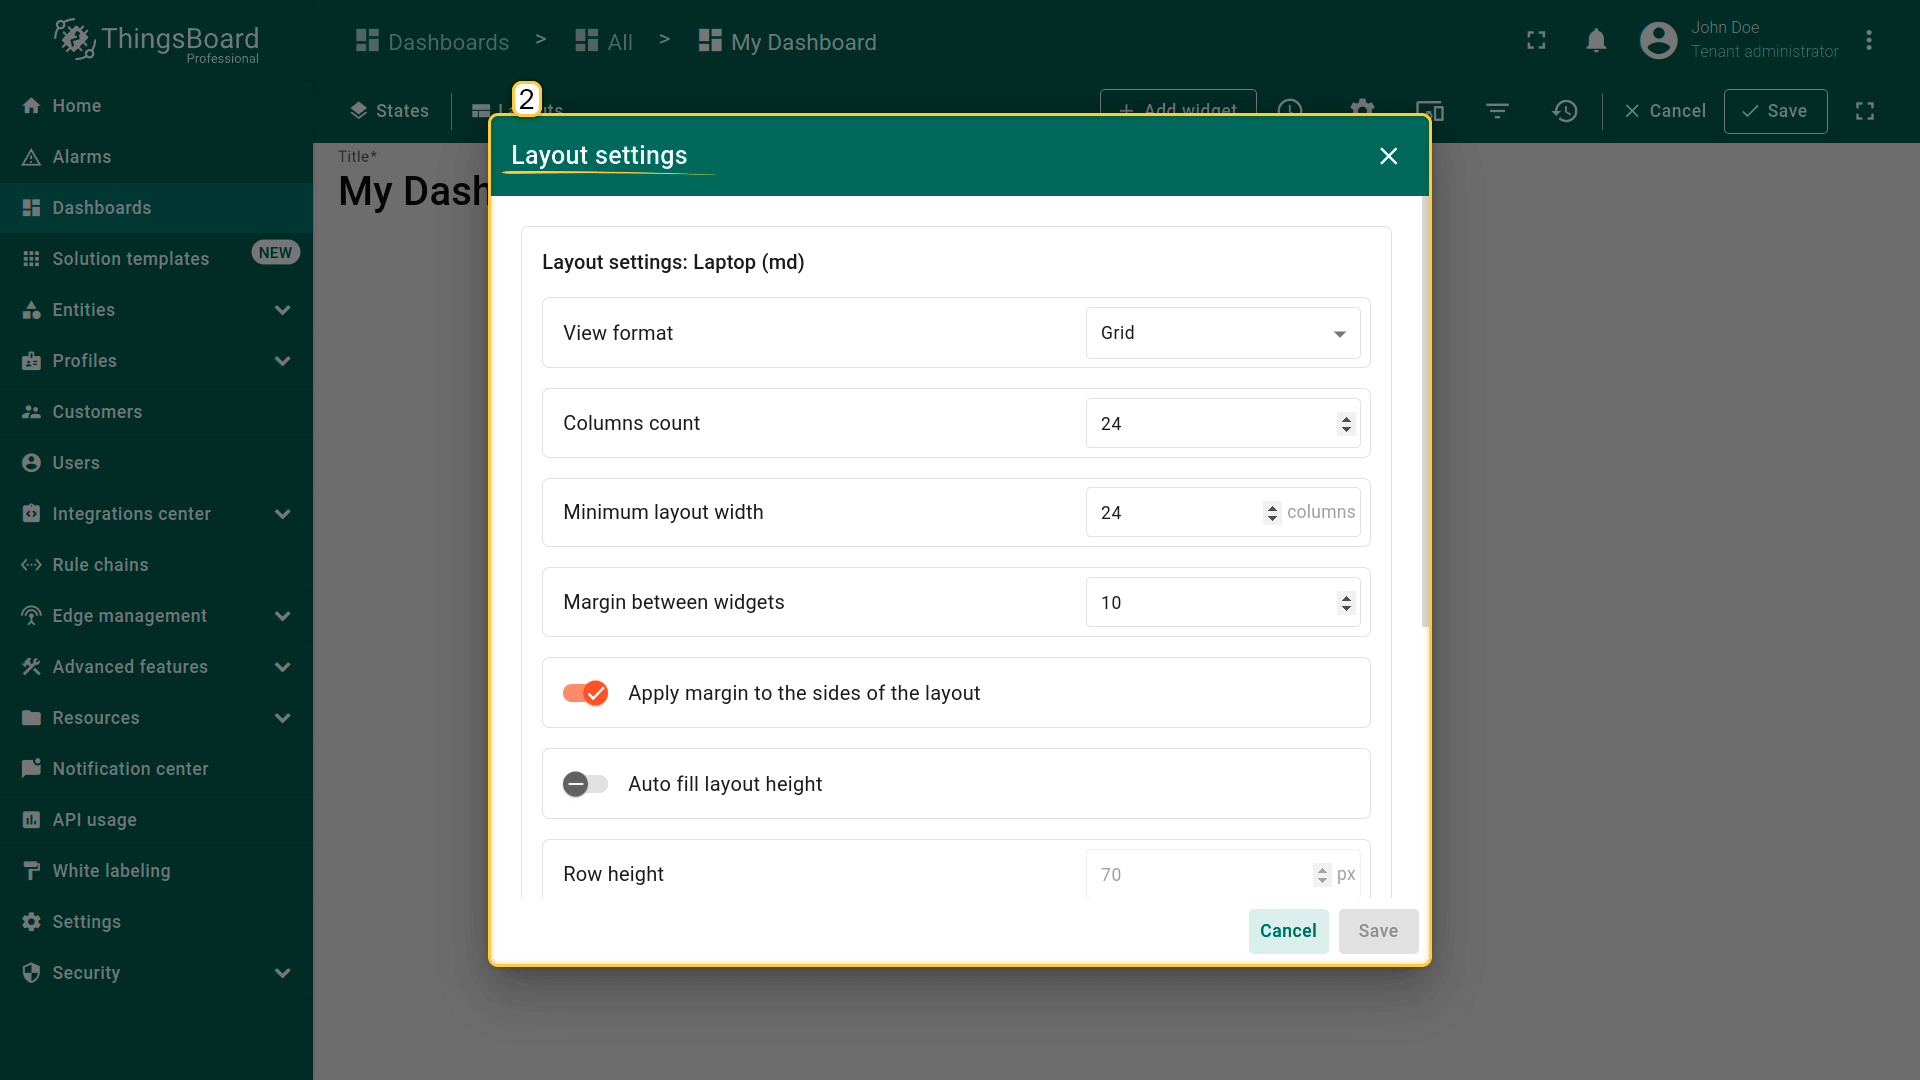 ThingsBoard
Professional
Dashboards > All > My Dashboard
John Doe
Tenant administrator
States
2
Add widget
Cancel
Save
Home
Alarms
Dashboards
Solution templates
NEW
Entities
Profiles
Customers
Users
Integrations center
Rule chains
Edge management
Advanced features
Resources
Notification center
API usage
White labeling
Settings
Security
Title*
My Dash
Layout settings
Layout settings: Laptop (md)
View format
Grid
Columns count
24
Minimum layout width
24
columns
Margin between widgets
10
Apply margin to the sides of the layout
Auto fill layout height
Row height
70
px
Cancel
Save